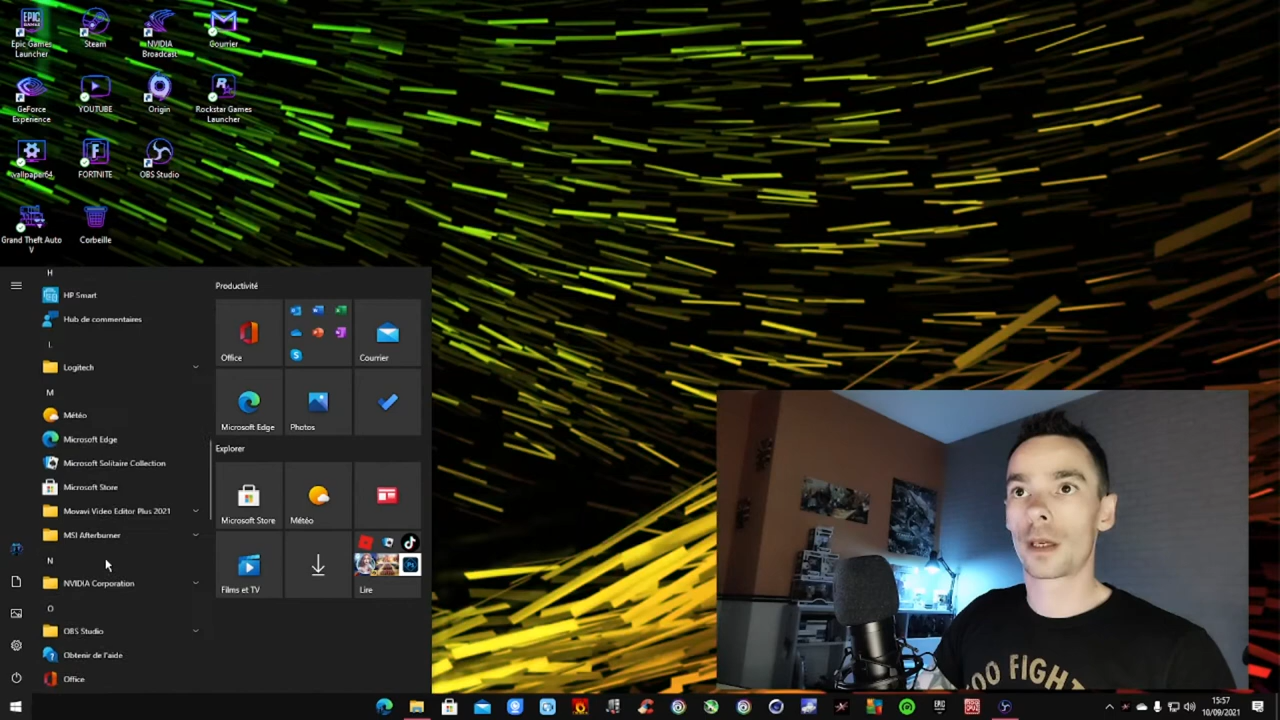 Epic Games
Launcher
Steam
NVIDIA
Broadcast
Gourrier
GeForce
Experience
YOUTUBE
Origin
Rockstar Games
Launcher
wallpaper64
FORTNITE
OBS Studio
Grand Theft Auto
V
Corbeille
H
HP Smart
Hub de commentaires
L
Logitech
M
Météo
Microsoft Edge
Microsoft Solitaire Collection
Microsoft Store
Movavi Video Editor Plus 2021
MSI Afterburner
N
NVIDIA Corporation
O
OBS Studio
Obtenir de l'aide
Office
Productivité
Office
Courrier
Microsoft Edge
Photos
Explorer
Microsoft Store
Météo
Films et TV
Lire
FOO FIGHT
EPIC
15:57
10/09/2021